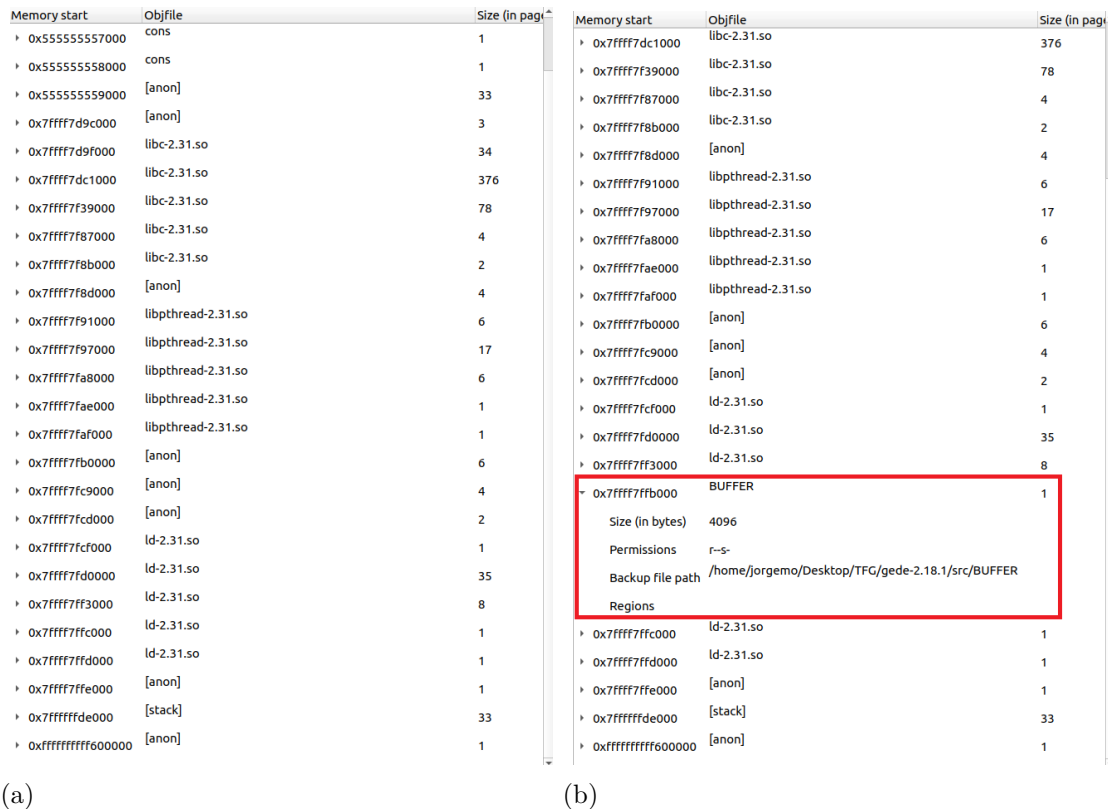 Memory start Objfile Size (in page
0x555555557000 cons 1
0x555555558000 cons 1
0x555555559000 [anon] 33
0x7ffff7d9c000 [anon] 3
0x7ffff7d9f000 libc-2.31.so 34
0x7ffff7dc1000 libc-2.31.so 376
0x7ffff7f39000 libc-2.31.so 78
0x7ffff7f87000 libc-2.31.so 4
0x7ffff7f8b000 libc-2.31.so 2
0x7ffff7f8d000 [anon] 4
0x7ffff7f91000 libpthread-2.31.so 6
0x7ffff7f97000 libpthread-2.31.so 17
0x7ffff7fa8000 libpthread-2.31.so 6
0x7ffff7fae000 libpthread-2.31.so 1
0x7ffff7faf000 libpthread-2.31.so 1
0x7ffff7fb0000 [anon] 6
0x7ffff7fc9000 [anon] 4
0x7ffff7fcd000 [anon] 2
0x7ffff7fcf000 ld-2.31.so 1
0x7ffff7fd0000 ld-2.31.so 35
0x7ffff7ff3000 ld-2.31.so 8
0x7ffff7ffc000 ld-2.31.so 1
0x7ffff7ffd000 ld-2.31.so 1
0x7ffff7ffe000 [anon] 1
0x7ffffffde000 [stack] 33
0xffffffffff600000 [anon] 1
(a)
Memory start Objfile Size (in page
0x7ffff7dc1000 libc-2.31.so 376
0x7ffff7f39000 libc-2.31.so 78
0x7ffff7f87000 libc-2.31.so 4
0x7ffff7f8b000 libc-2.31.so 2
0x7ffff7f8d000 [anon] 4
0x7ffff7f91000 libpthread-2.31.so 6
0x7ffff7f97000 libpthread-2.31.so 17
0x7ffff7fa8000 libpthread-2.31.so 6
0x7ffff7fae000 libpthread-2.31.so 1
0x7ffff7faf000 libpthread-2.31.so 1
0x7ffff7fb0000 [anon] 6
0x7ffff7fc9000 [anon] 4
0x7ffff7fcd000 [anon] 2
0x7ffff7fcf000 ld-2.31.so 1
0x7ffff7fd0000 ld-2.31.so 35
0x7ffff7ff3000 ld-2.31.so 8
0x7ffff7ffb000 BUFFER 1
Size (in bytes) 4096
Permissions r--s-
Backup file path /home/jorgemo/Desktop/TFG/gede-2.18.1/src/BUFFER
Regions
0x7ffff7ffc000 ld-2.31.so 1
0x7ffff7ffd000 ld-2.31.so 1
0x7ffff7ffe000 [anon] 1
0x7ffffffde000 [stack] 33
0xffffffffff600000 [anon] 1
(b)